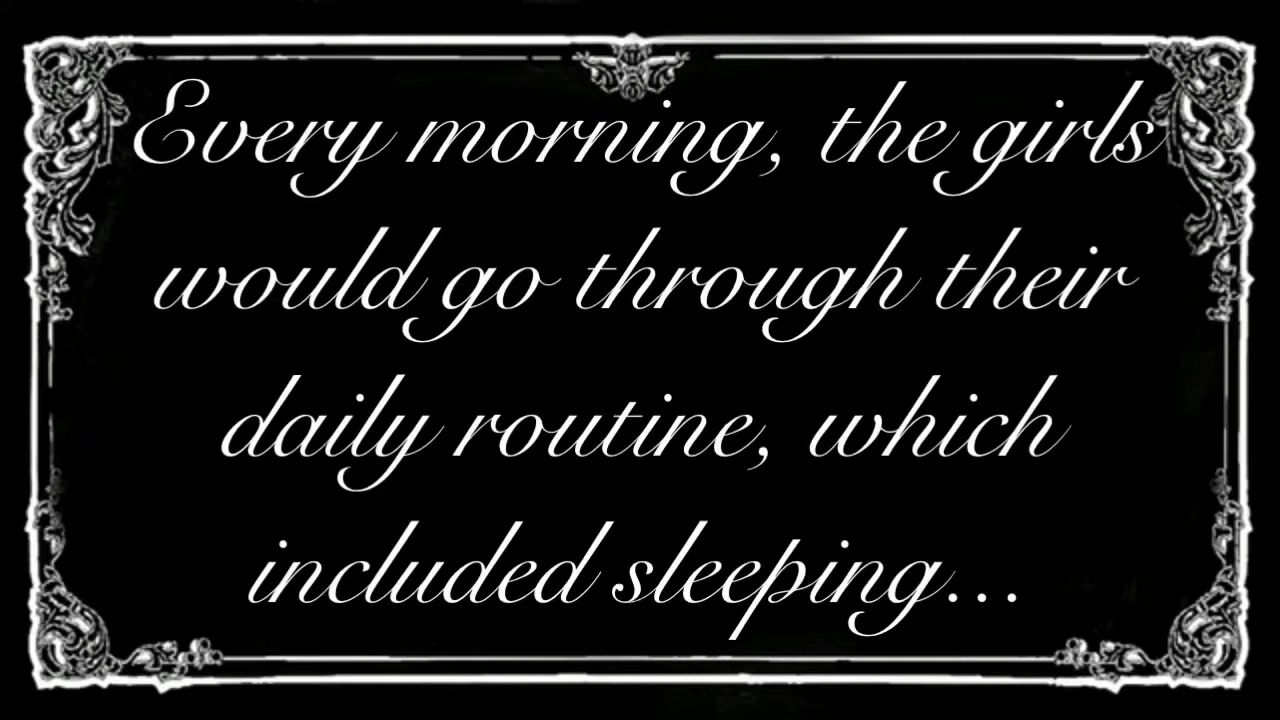 Every morning, the girls
would go through their
daily routine, which
included sleeping...